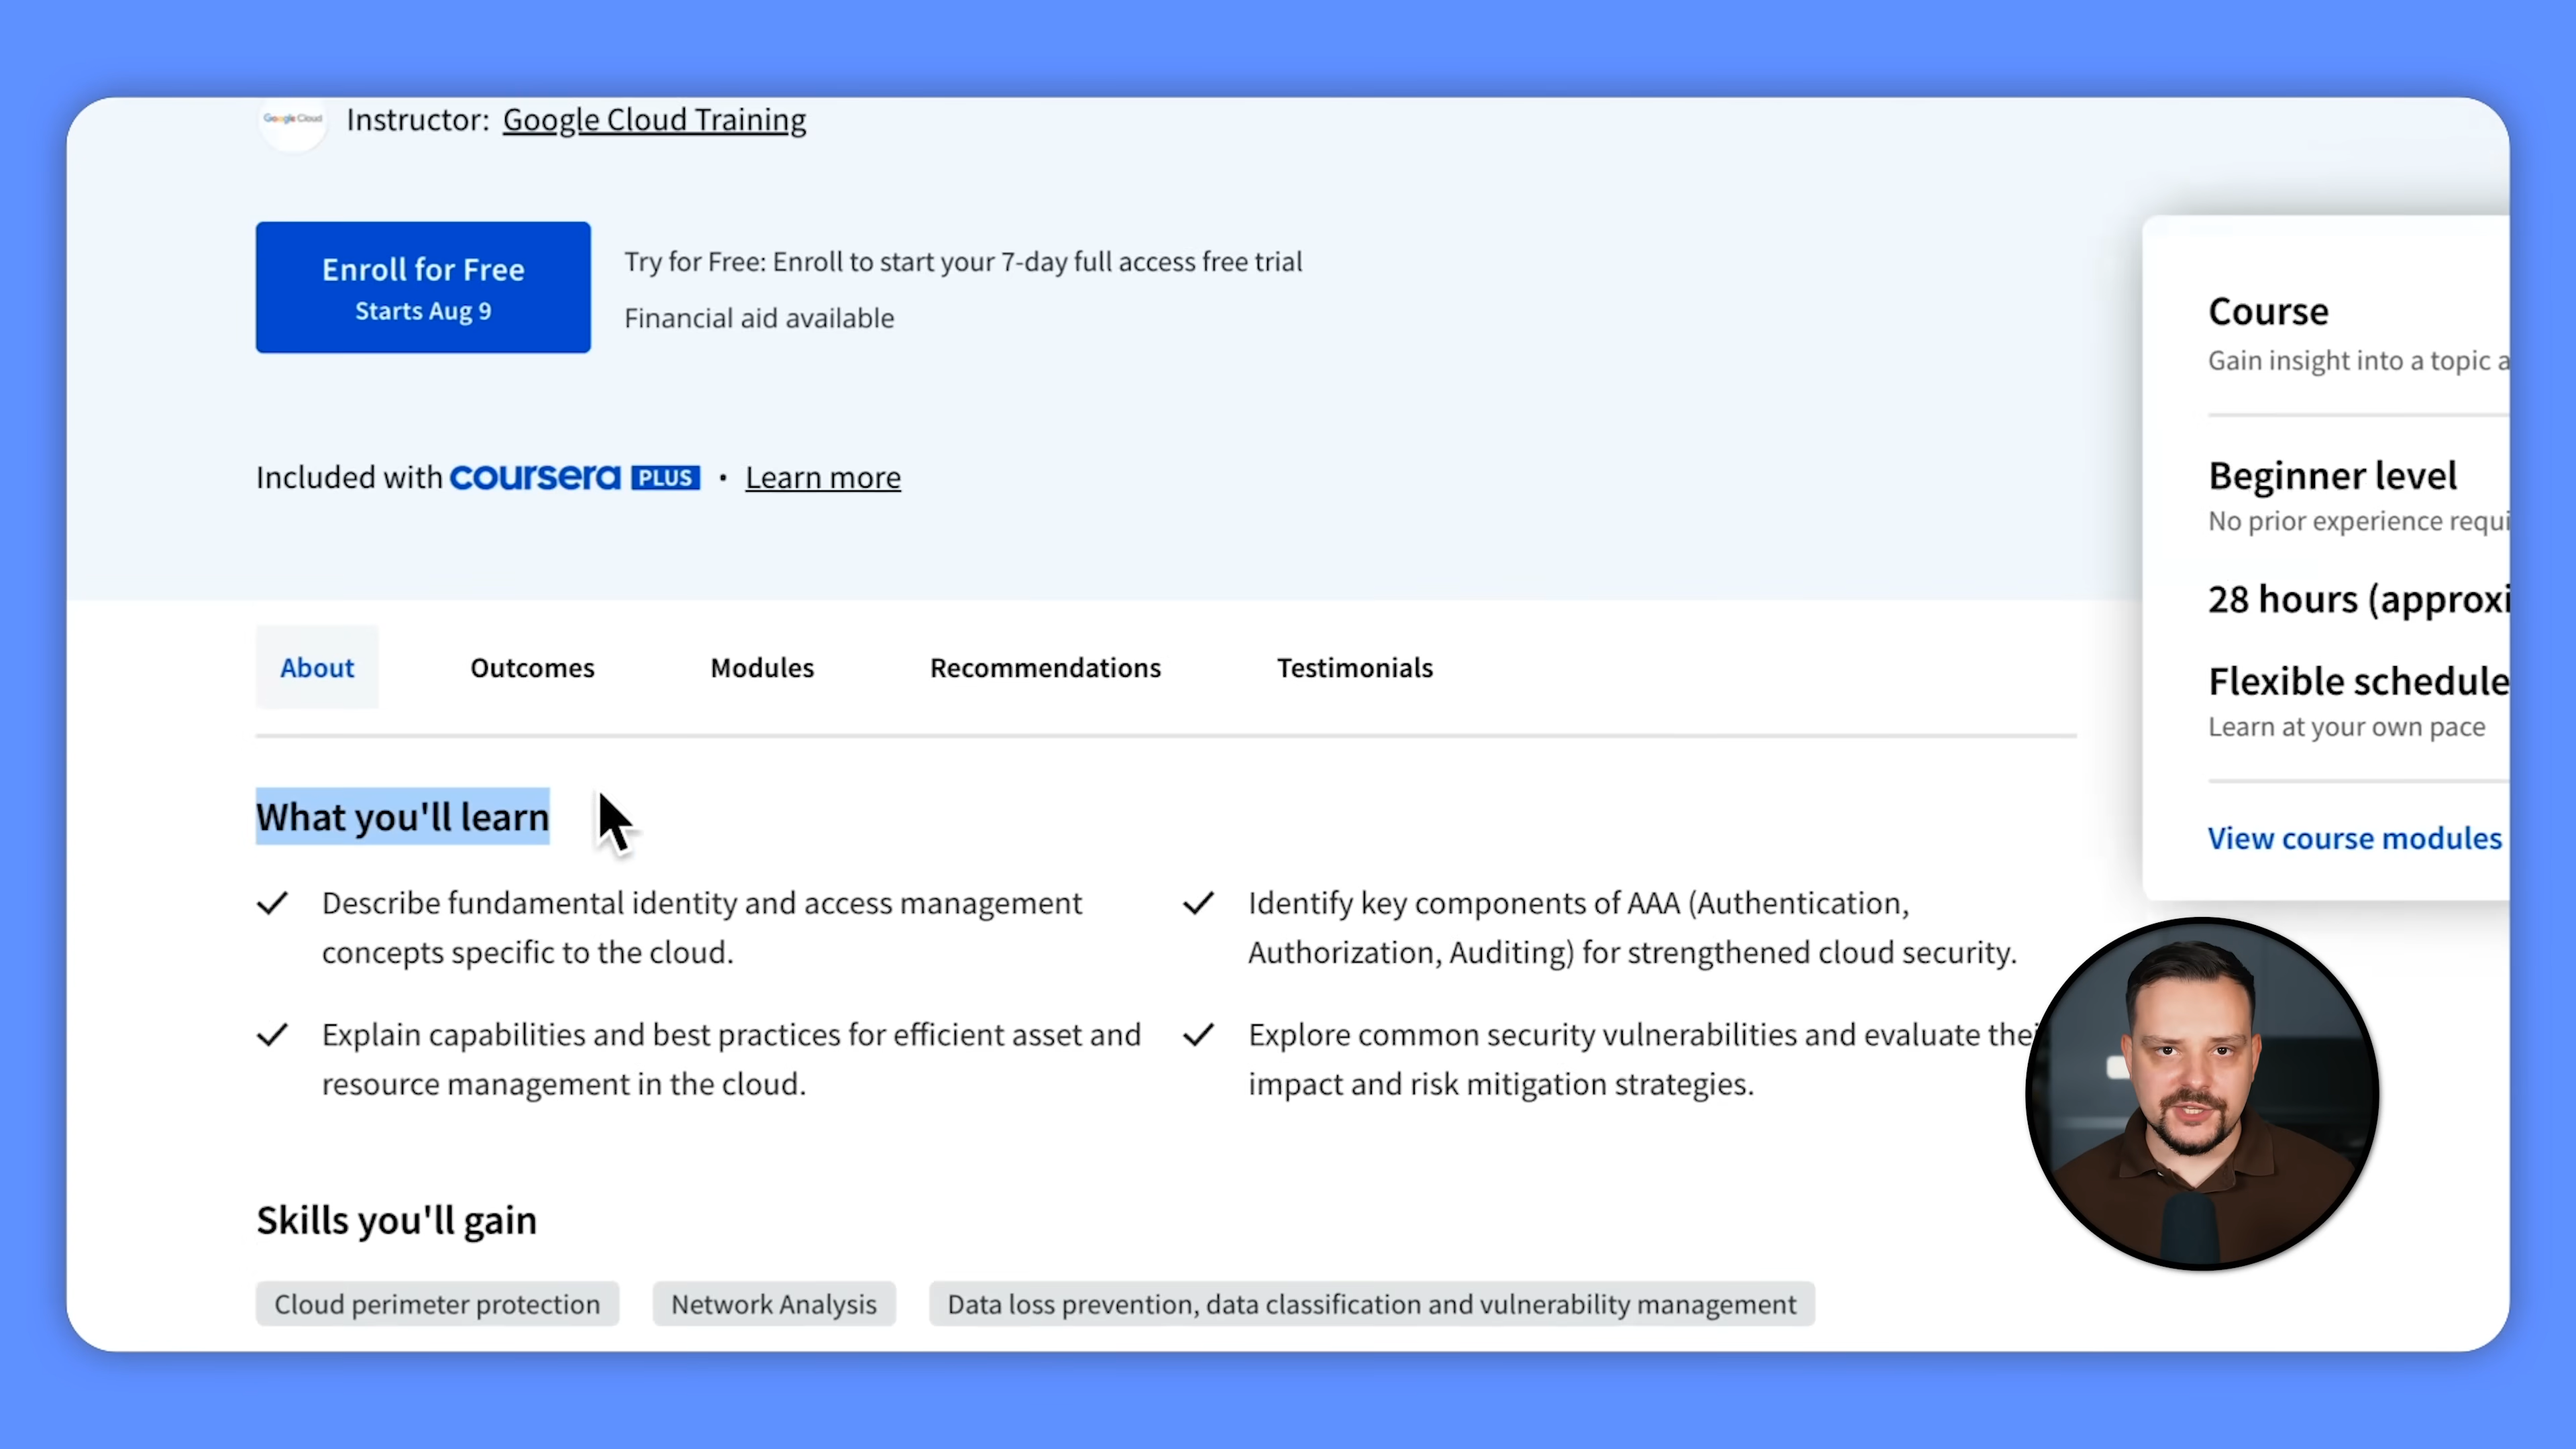 Google Cloud
Instructor: Google Cloud Training
Enroll for Free
Starts Aug 9
Try for Free: Enroll to start your 7-day full access free trial
Financial aid available
Included with coursera PLUS • Learn more
Course
Gain insight into a topic a
Beginner level
No prior experience requi
28 hours (approxi
Flexible schedule
Learn at your own pace
View course modules
About
Outcomes
Modules
Recommendations
Testimonials
What you'll learn
Describe fundamental identity and access management
concepts specific to the cloud.
Identify key components of AAA (Authentication,
Authorization, Auditing) for strengthened cloud security.
Explain capabilities and best practices for efficient asset and
resource management in the cloud.
Explore common security vulnerabilities and evaluate thei
impact and risk mitigation strategies.
Skills you'll gain
Cloud perimeter protection
Network Analysis
Data loss prevention, data classification and vulnerability management